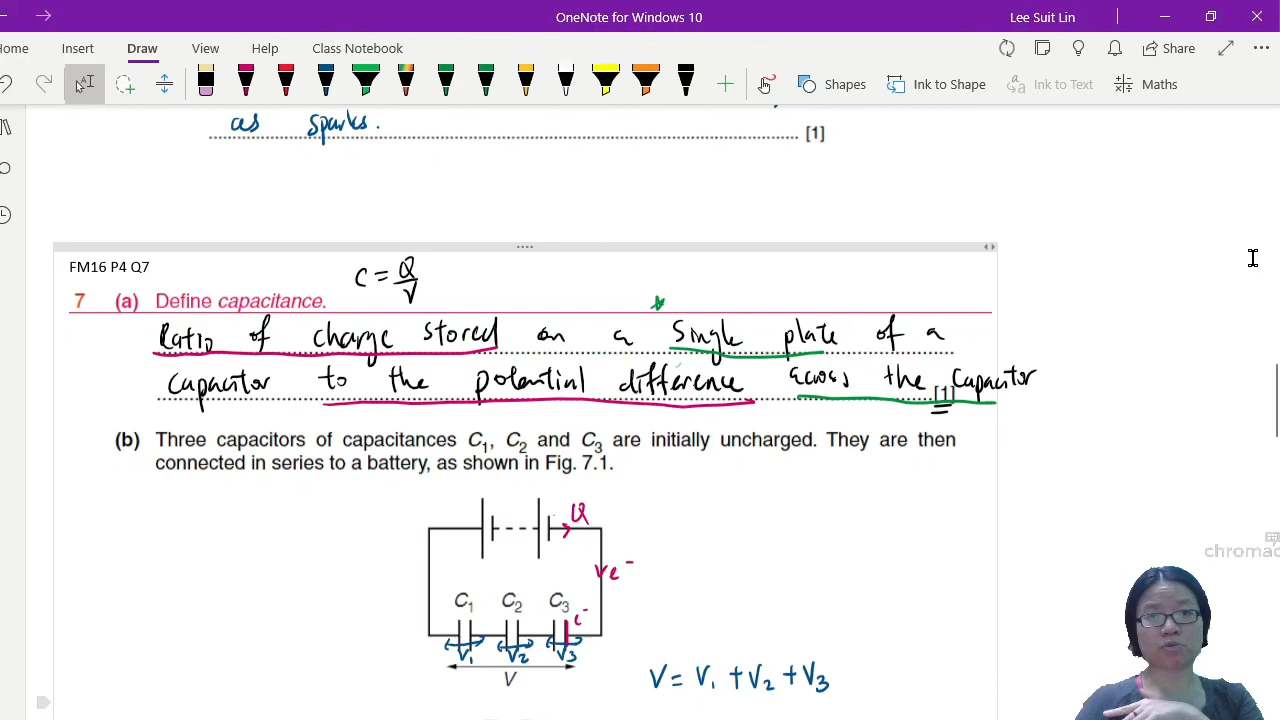 OneNote for Windows 10
Lee Suit Lin
Home Insert Draw View Help Class Notebook
Share
Shapes Ink to Shape Ink to Text Maths
as sparks.
[1]
FM16 P4 Q7
C = Q/V
7 (a) Define capacitance.
Ratio of charge stored on a single plate of a
capacitor to the potential difference across the capacitor
[1]
(b) Three capacitors of capacitances C1, C2 and C3 are initially uncharged. They are then
connected in series to a battery, as shown in Fig. 7.1.
Q
e−
C1 C2 C3
e−
V1 V2 V3
V
V = V1 + V2 + V3